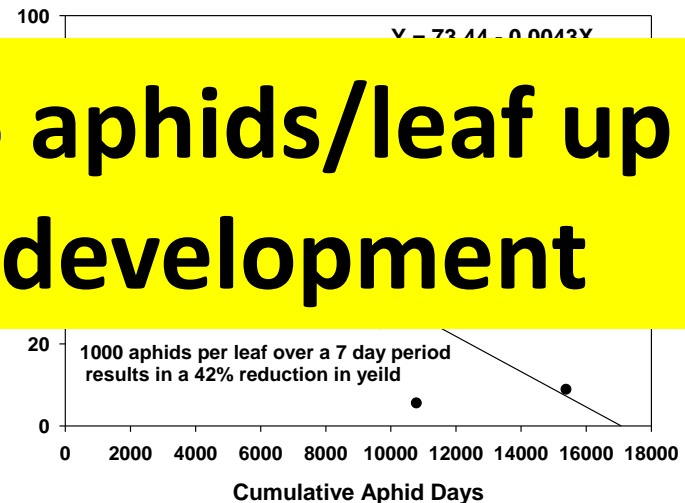 100
Y = 73.44 - 0.0043X
aphids/leaf up
development
20
1000 aphids per leaf over a 7 day period
results in a 42% reduction in yeild
0
0 2000 4000 6000 8000 10000 12000 14000 16000 18000
Cumulative Aphid Days